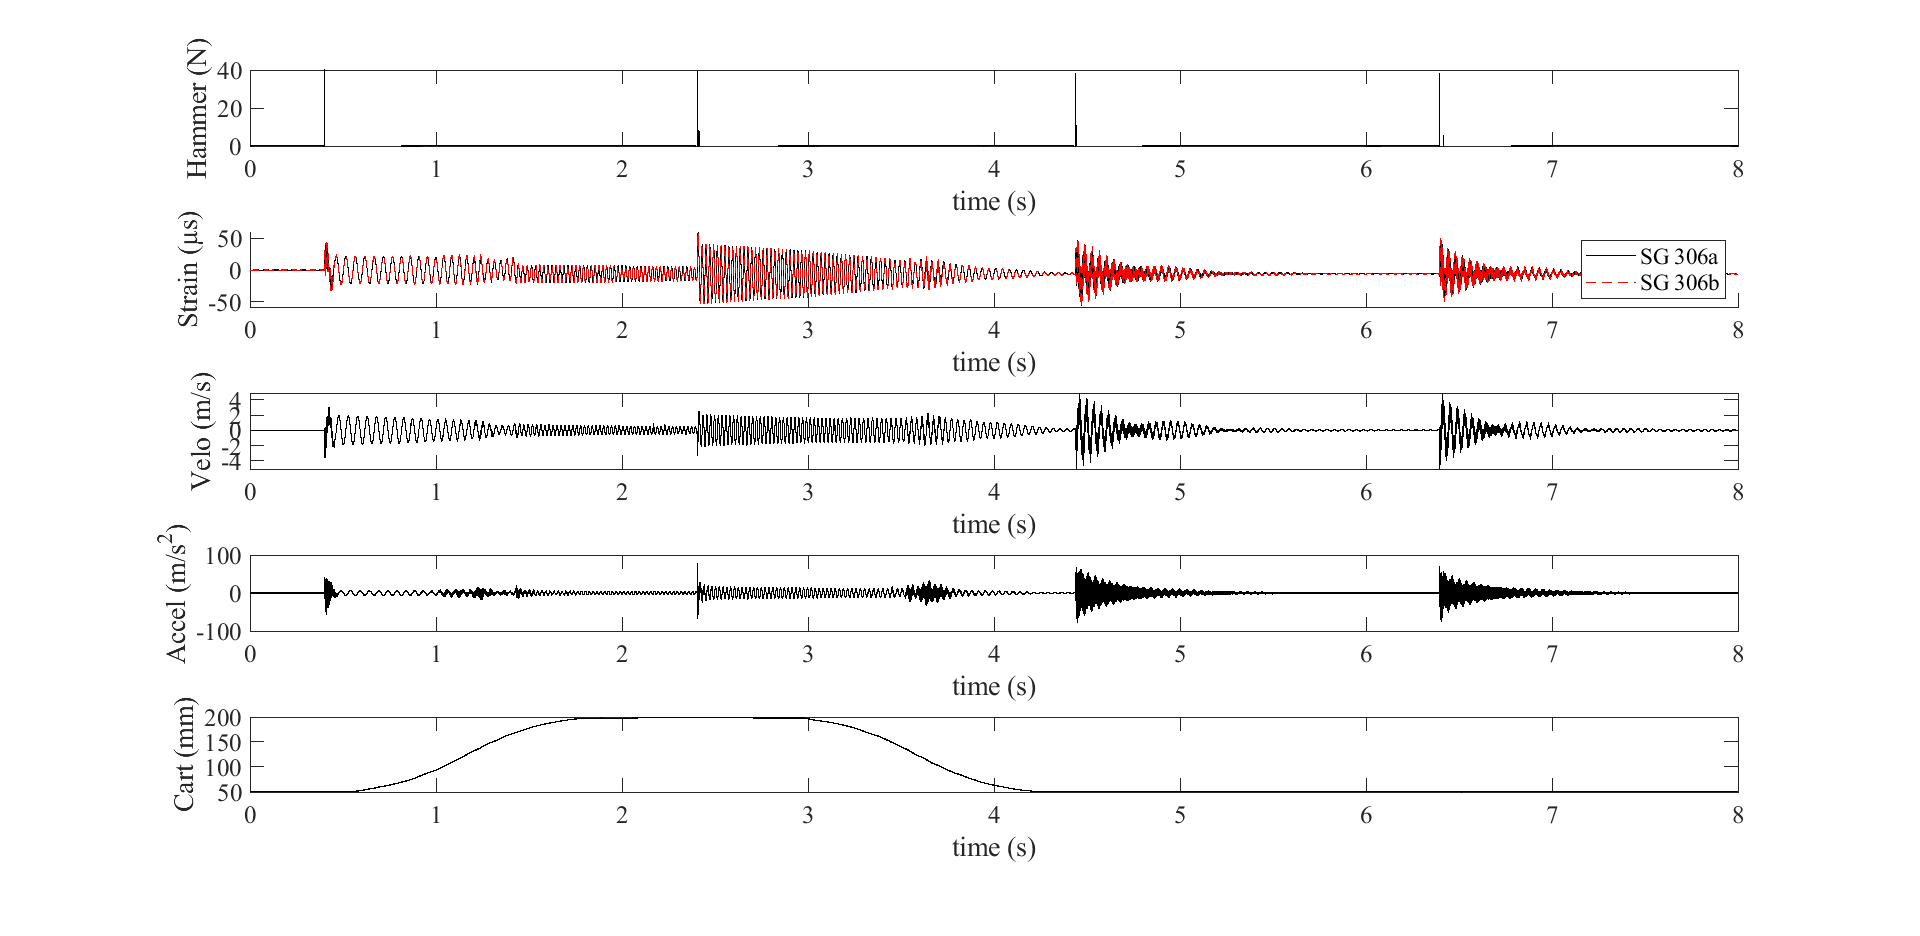 Hammer (N)
40
20
0
0 1 2 3 4 5 6 7 8
time (s)
Strain (μs)
50
0
-50
SG 306a
SG 306b
0 1 2 3 4 5 6 7 8
time (s)
Velo (m/s)
4
2
0
-2
-4
0 1 2 3 4 5 6 7 8
time (s)
Accel (m/s²)
100
0
-100
0 1 2 3 4 5 6 7 8
time (s)
Cart (mm)
200
150
100
50
0 1 2 3 4 5 6 7 8
time (s)